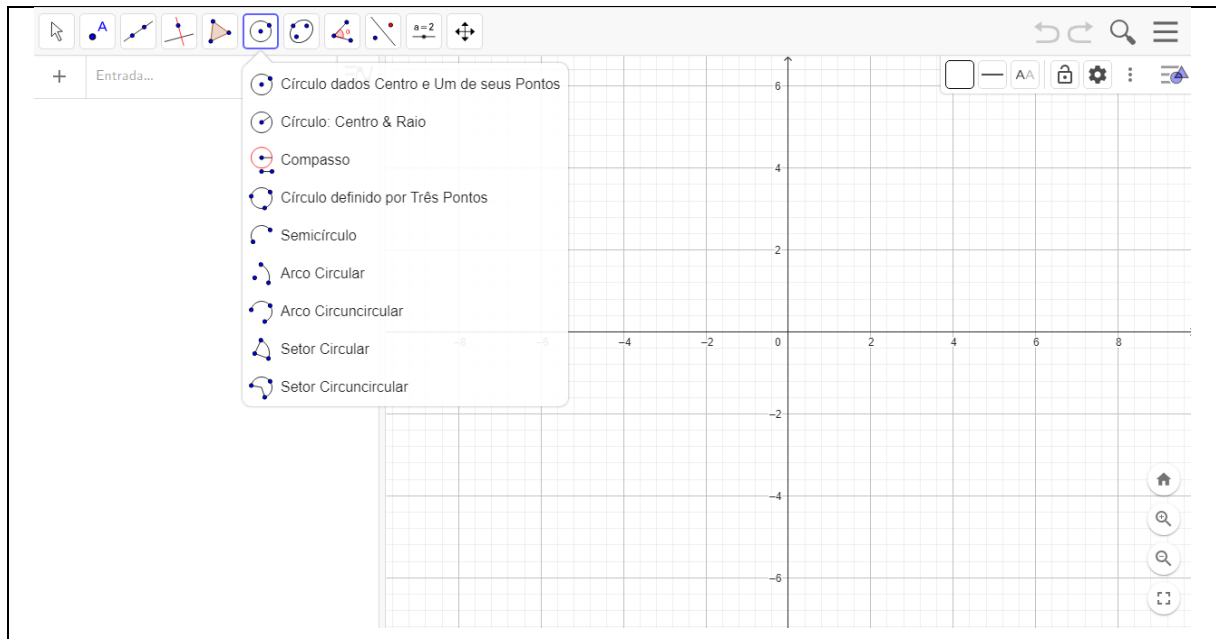 A
α
a=2
+ Entrada...
AA
Círculo dados Centro e Um de seus Pontos
Círculo: Centro & Raio
Compasso
Círculo definido por Três Pontos
Semicírculo
Arco Circular
Arco Circuncircular
Setor Circular
Setor Circuncircular
6
4
2
−8 −6 −4 −2 0 2 4 6 8
−2
−4
−6